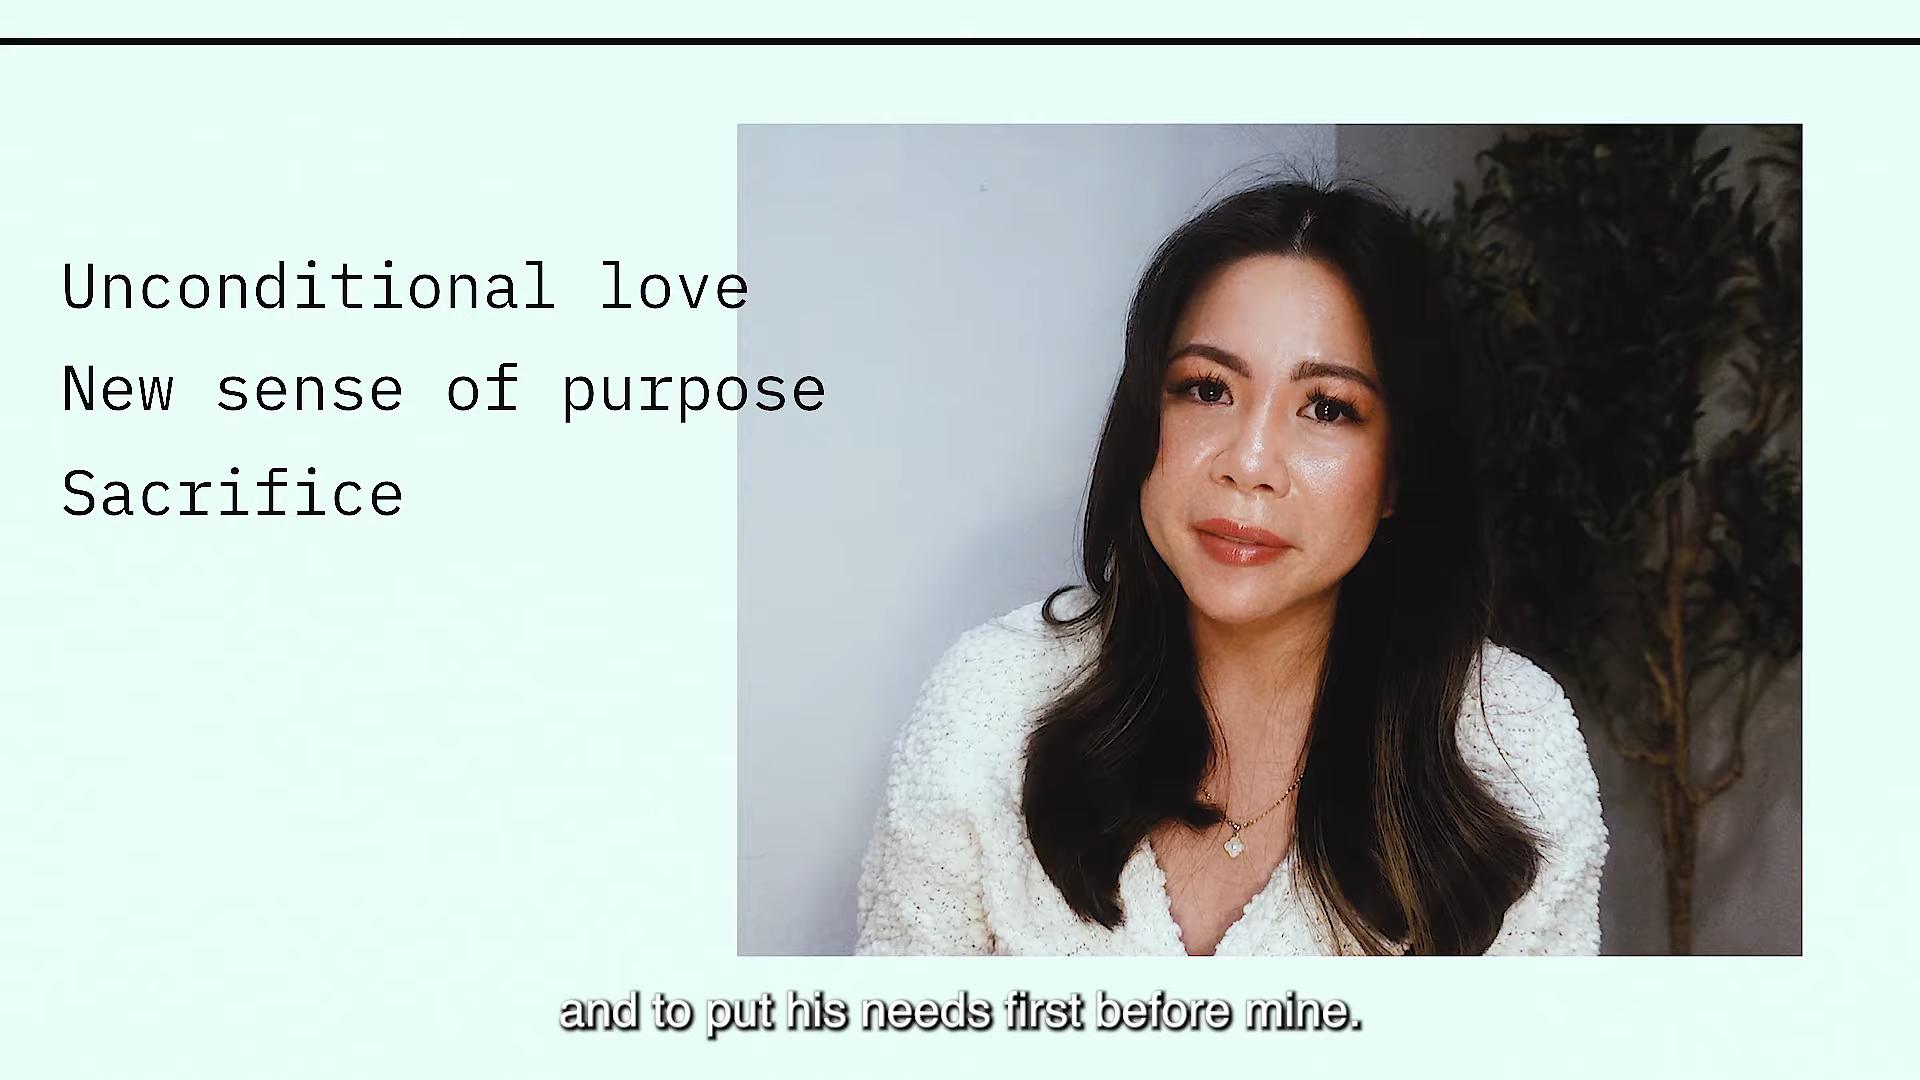 Unconditional love
New sense of purpose
Sacrifice
and to put his needs first before mine.